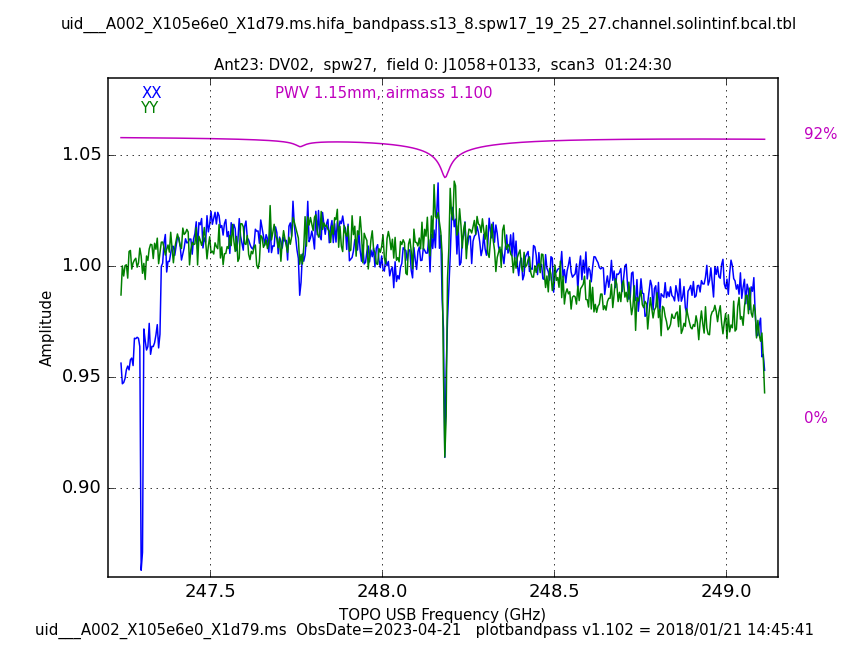 uid___A002_X105e6e0_X1d79.ms.hifa_bandpass.s13_8.spw17_19_25_27.channel.solintinf.bcal.tbl
Ant23: DV02,  spw27,  field 0: J1058+0133,  scan3  01:24:30
XX
PWV 1.15mm, airmass 1.100
YY
92%
1.05
1.00
0.95
0.90
0%
Amplitude
247.5 248.0 248.5 249.0
TOPO USB Frequency (GHz)
uid___A002_X105e6e0_X1d79.ms  ObsDate=2023-04-21   plotbandpass v1.102 = 2018/01/21 14:45:41